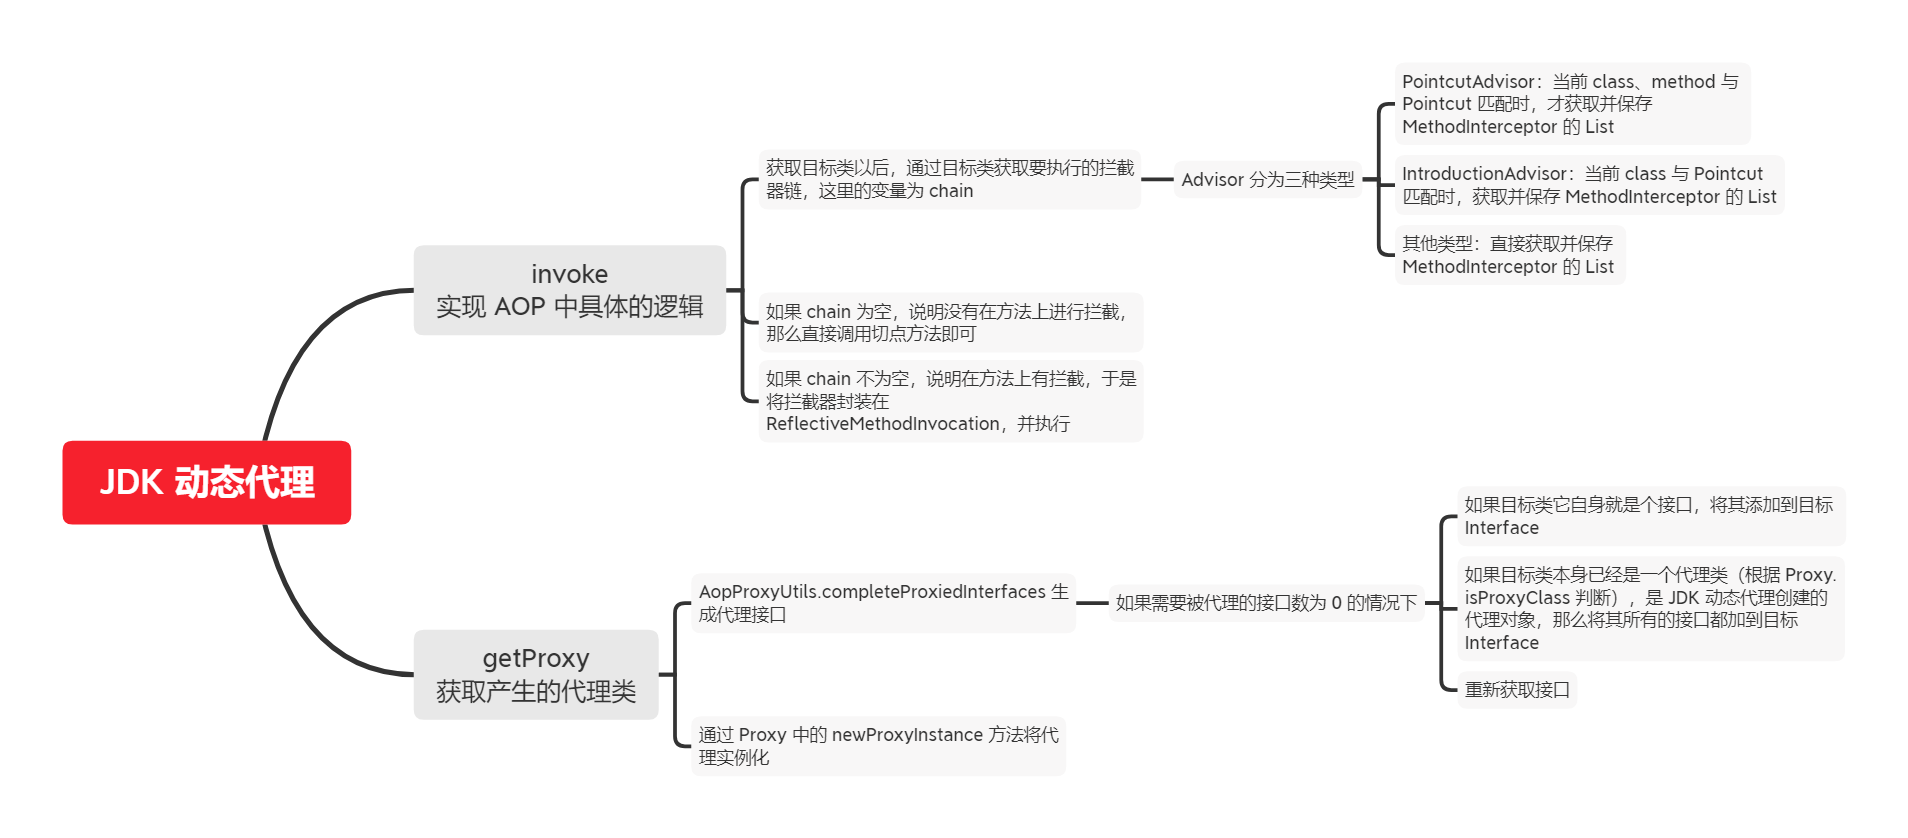 JDK 动态代理
invoke
实现 AOP 中具体的逻辑
获取目标类以后，通过目标类获取要执行的拦截
器链，这里的变量为 chain
Advisor 分为三种类型
PointcutAdvisor：当前 class、method 与
Pointcut 匹配时，才获取并保存
MethodInterceptor 的 List
IntroductionAdvisor：当前 class 与 Pointcut
匹配时，获取并保存 MethodInterceptor 的 List
其他类型：直接获取并保存
MethodInterceptor 的 List
如果 chain 为空，说明没有在方法上进行拦截，
那么直接调用切点方法即可
如果 chain 不为空，说明在方法上有拦截，于是
将拦截器封装在
ReflectiveMethodInvocation，并执行
getProxy
获取产生的代理类
AopProxyUtils.completeProxiedInterfaces 生
成代理接口
如果需要被代理的接口数为 0 的情况下
如果目标类它自身就是个接口，将其添加到目标
Interface
如果目标类本身已经是一个代理类（根据 Proxy.
isProxyClass 判断），是 JDK 动态代理创建的
代理对象，那么将其所有的接口都加到目标
Interface
重新获取接口
通过 Proxy 中的 newProxyInstance 方法将代
理实例化